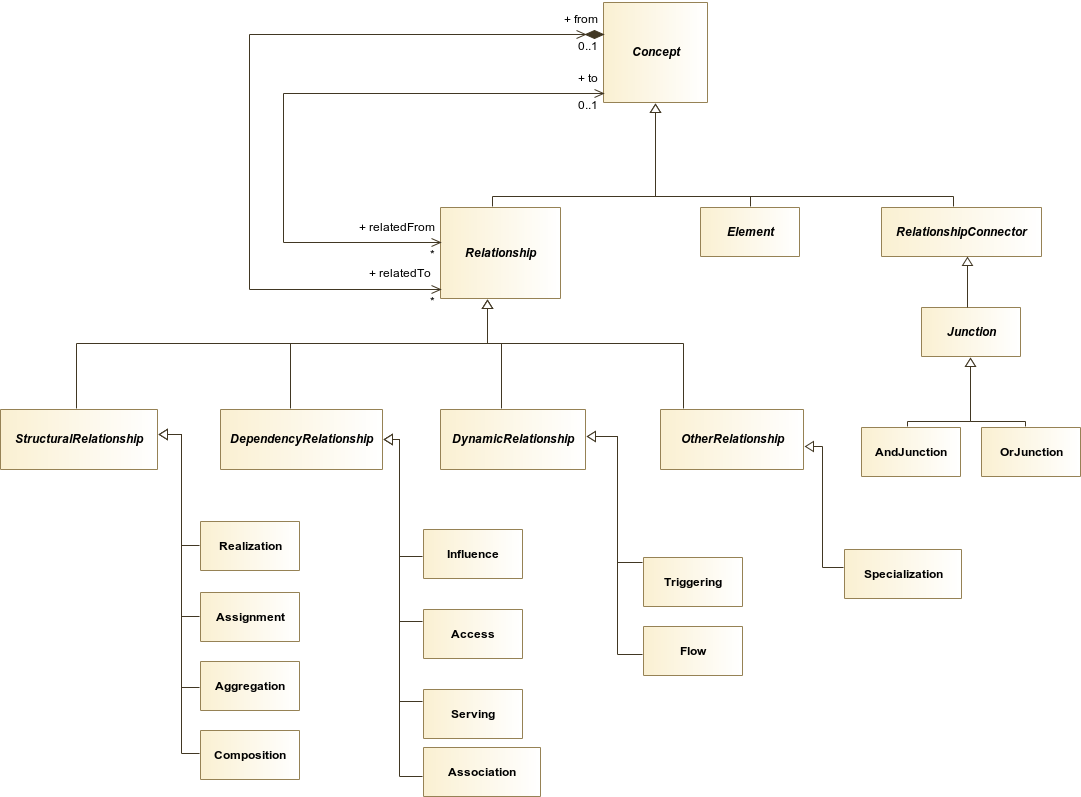 + from
0..1
Concept
+ to
0..1
+ relatedFrom
*
+ relatedTo
*
Relationship
Element
RelationshipConnector
Junction
StructuralRelationship
DependencyRelationship
DynamicRelationship
OtherRelationship
AndJunction
OrJunction
Realization
Assignment
Aggregation
Composition
Influence
Access
Serving
Association
Triggering
Flow
Specialization